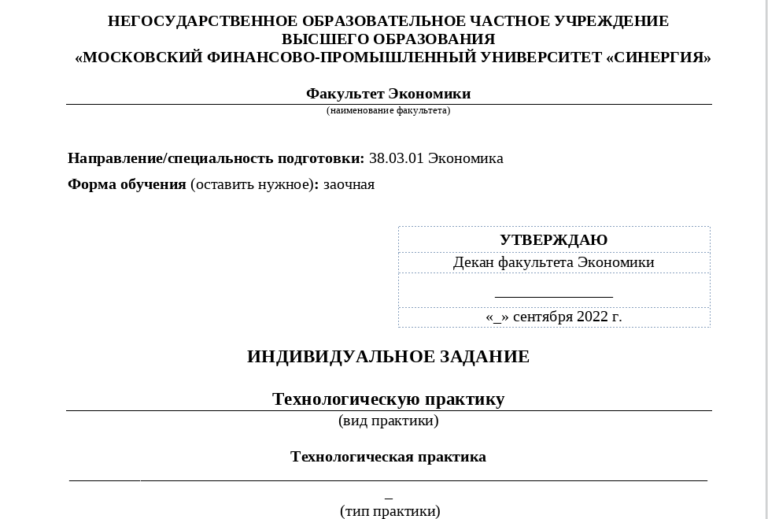 НЕГОСУДАРСТВЕННОЕ ОБРАЗОВАТЕЛЬНОЕ ЧАСТНОЕ УЧРЕЖДЕНИЕ
ВЫСШЕГО ОБРАЗОВАНИЯ
«МОСКОВСКИЙ ФИНАНСОВО-ПРОМЫШЛЕННЫЙ УНИВЕРСИТЕТ «СИНЕРГИЯ»
Факультет Экономики
(наименование факультета)
Направление/специальность подготовки: 38.03.01 Экономика
Форма обучения (оставить нужное): заочная
УТВЕРЖДАЮ
Декан факультета Экономики
«_» сентября 2022 г.
ИНДИВИДУАЛЬНОЕ ЗАДАНИЕ
Технологическую практику
(вид практики)
Технологическая практика
(тип практики)